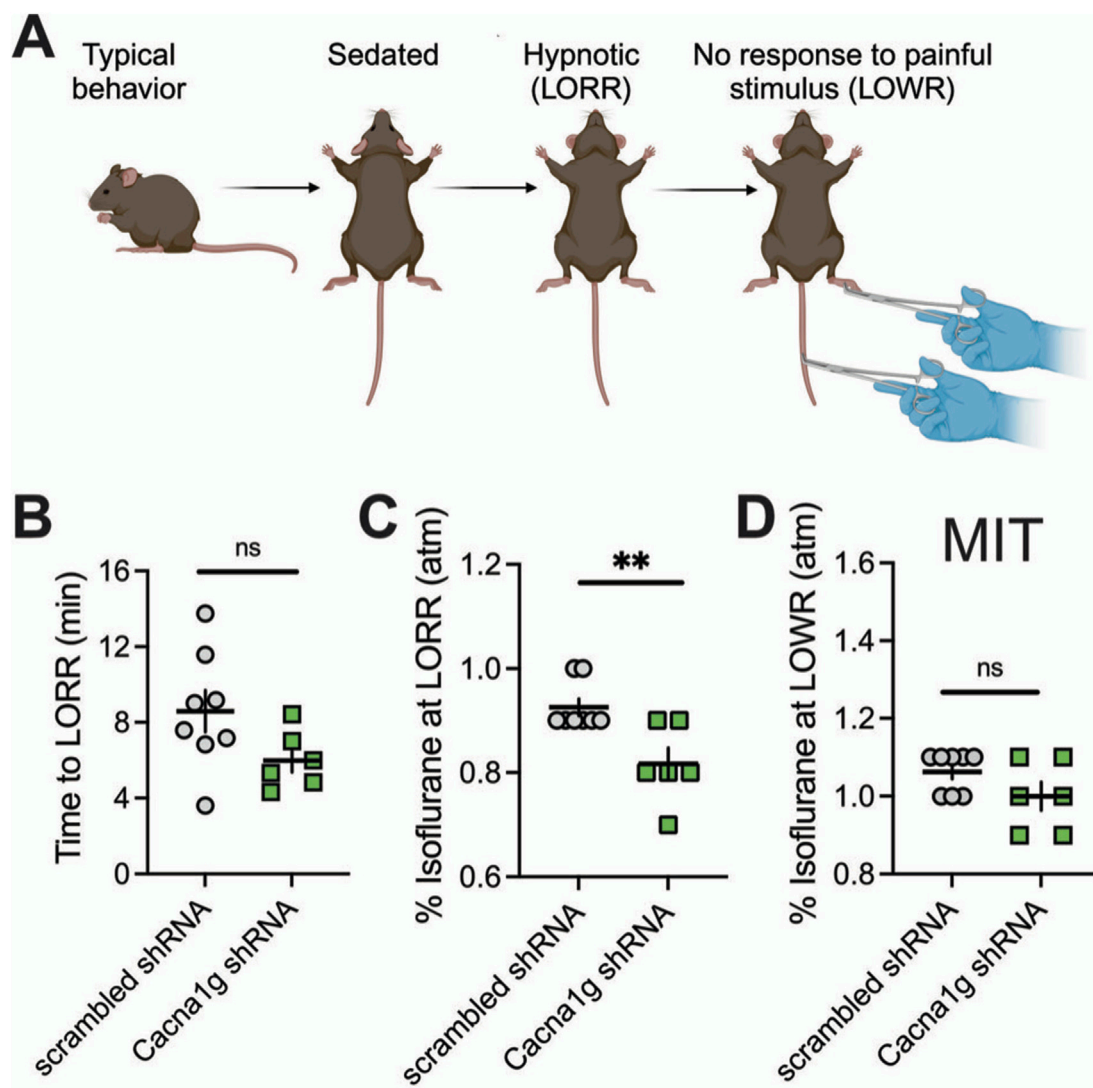 A
Typical
behavior
Sedated
Hypnotic
(LORR)
No response to painful
stimulus (LOWR)
B
Time to LORR (min)
16
12
8
4
0
ns
scrambled shRNA
Cacna1g shRNA
C
% Isoflurane at LORR (atm)
1.2
1.0
0.8
0.6
**
scrambled shRNA
Cacna1g shRNA
D
MIT
% Isoflurane at LOWR (atm)
1.6
1.4
1.2
1.0
0.8
ns
scrambled shRNA
Cacna1g shRNA